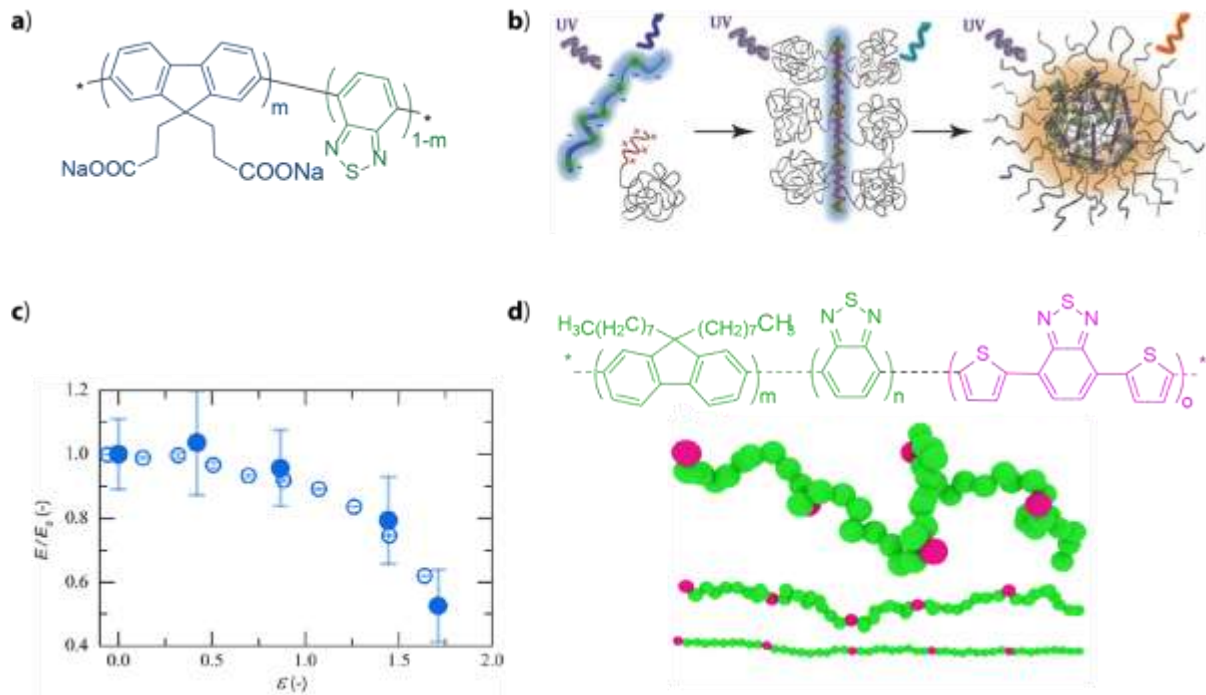 a)
*
m
1-m
*
NaOOC
COONa
N
N
S
b)
UV
UV
UV
c)
1.2
1.0
0.8
0.6
0.4
E/E₀ (-)
0.0
0.5
1.0
1.5
2.0
ε (-)
d)
H₃C(H₂C)₇
(CH₂)₇CH₃
*
m
N
S
N
n
S
N
S
N
S
o
*